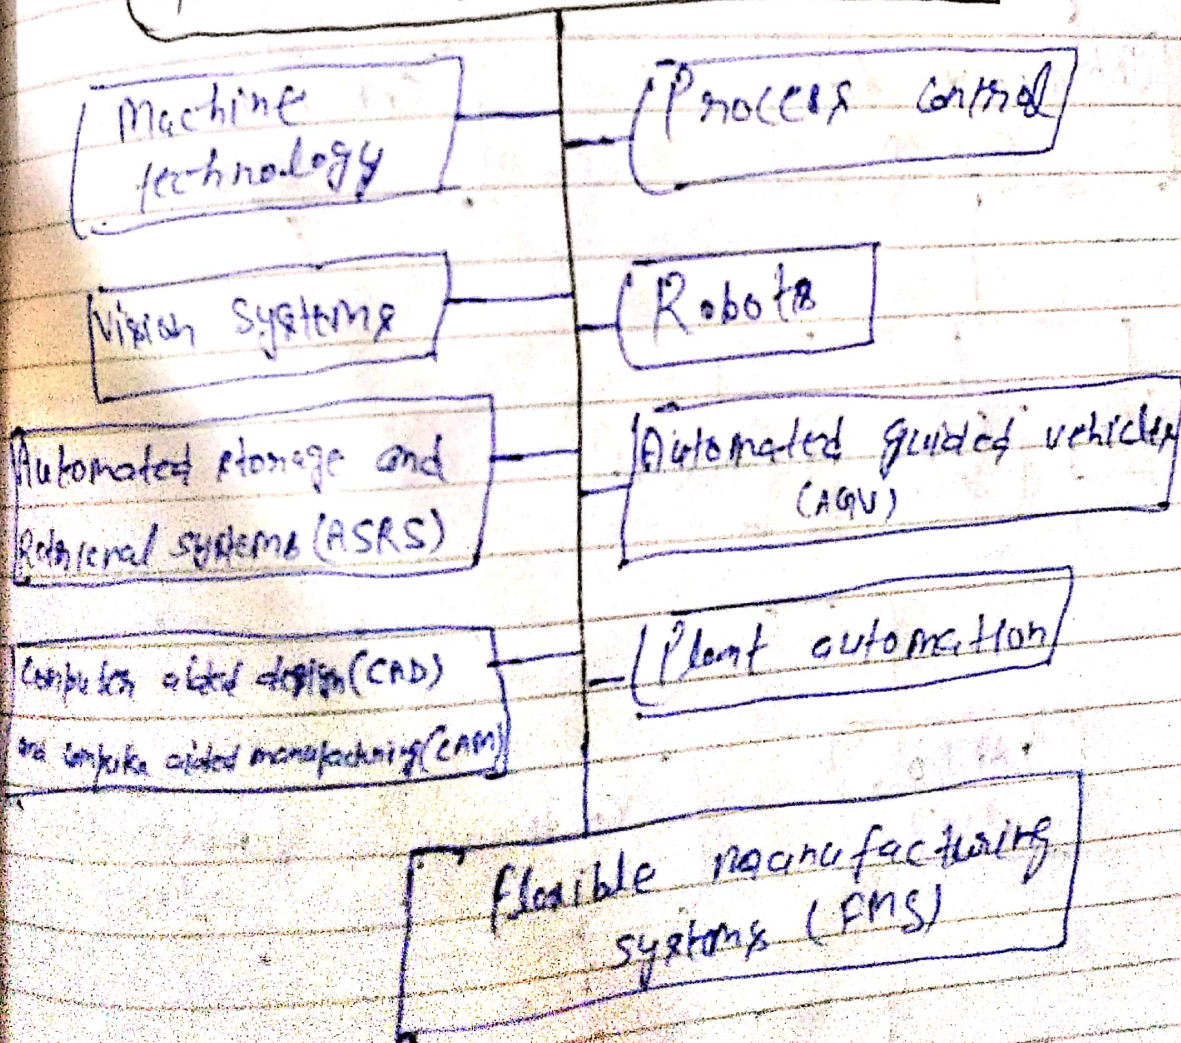 Machine
technology
Process control
Vision Systems
Robots
Automated storage and
Retrieval systems (ASRS)
Automated guided vehicles
(AGV)
Computer aided design (CAD)
and computer aided manufacturing (CAM)
Plant automation
flexible manufacturing
systems (FMS)